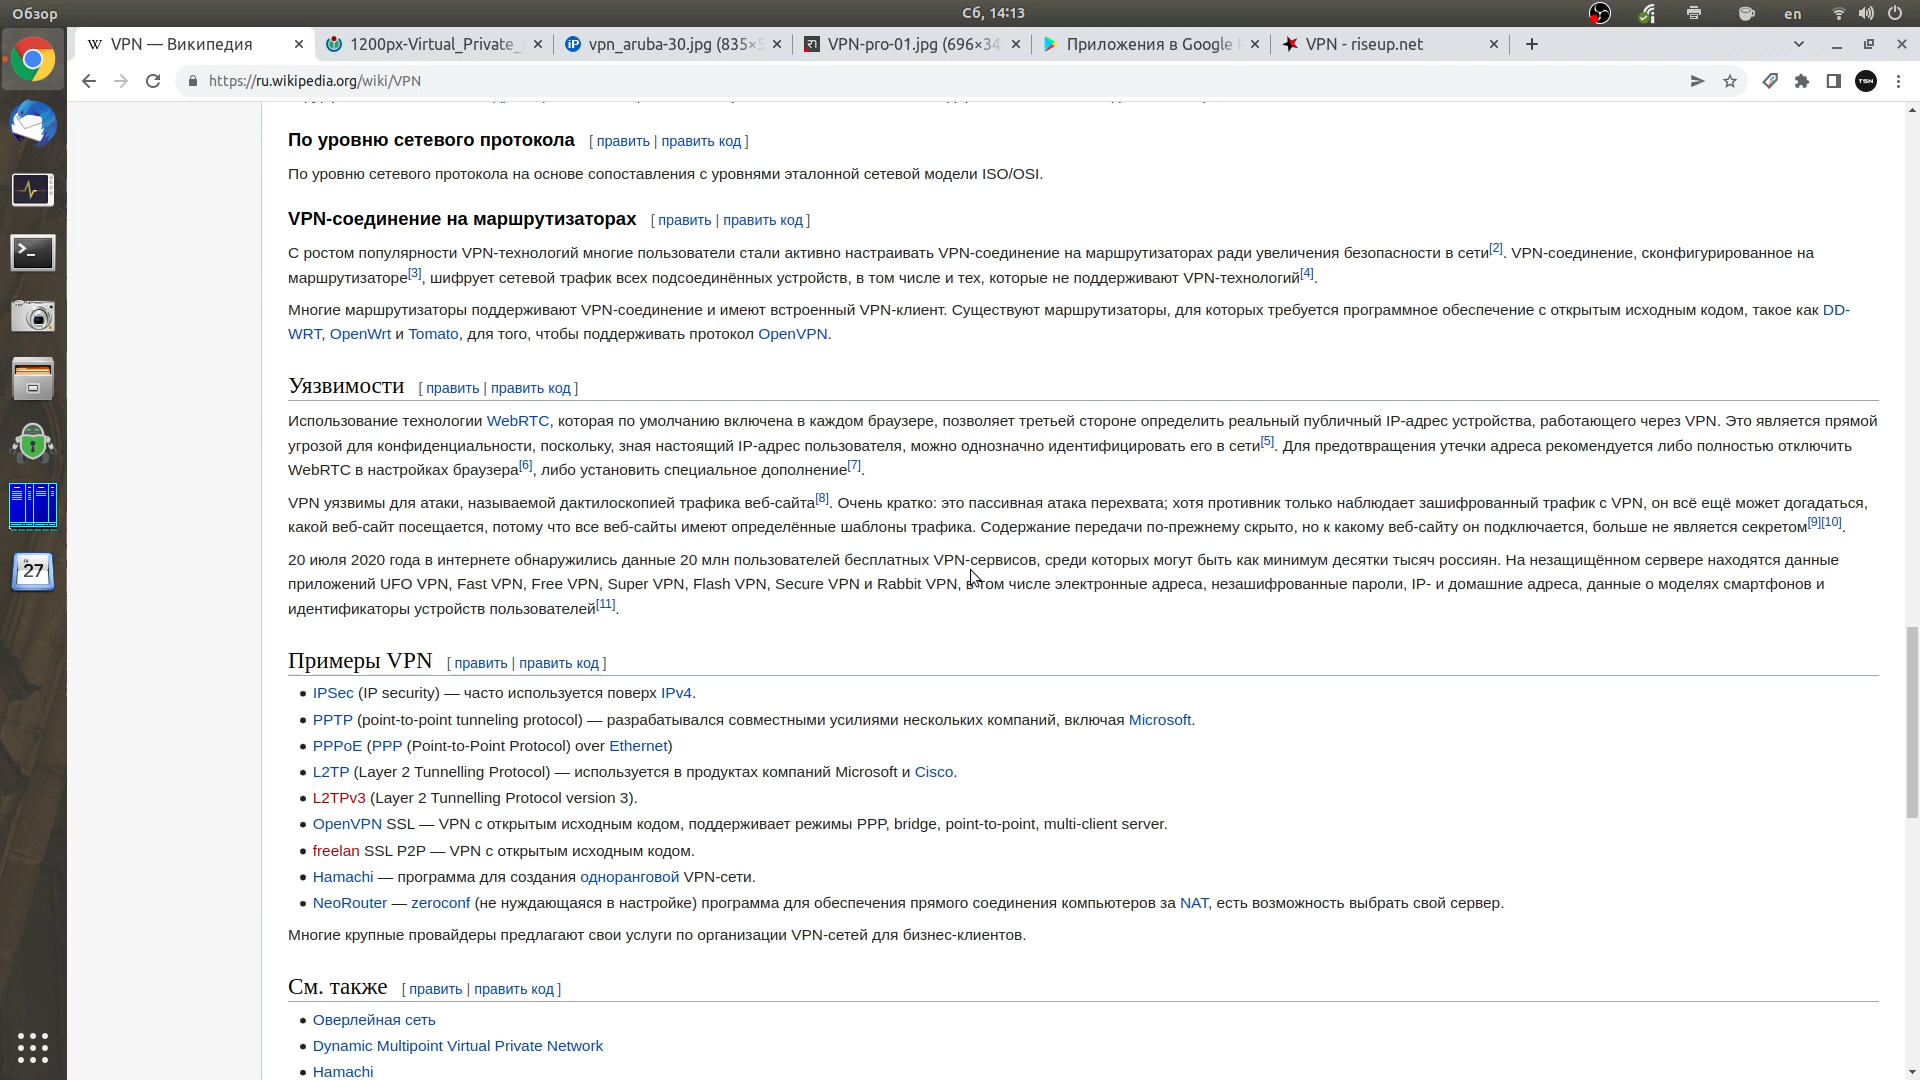 Обзор
Сб, 14:13
en
VPN — Википедия
1200px-Virtual_Private_
vpn_aruba-30.jpg (835×5
VPN-pro-01.jpg (696×34
Приложения в Google P
VPN - riseup.net
https://ru.wikipedia.org/wiki/VPN
По уровню сетевого протокола [ править | править код ]
По уровню сетевого протокола на основе сопоставления с уровнями эталонной сетевой модели ISO/OSI.
VPN-соединение на маршрутизаторах [ править | править код ]
С ростом популярности VPN-технологий многие пользователи стали активно настраивать VPN-соединение на маршрутизаторах ради увеличения безопасности в сети[2]. VPN-соединение, сконфигурированное на
маршрутизаторе[3], шифрует сетевой трафик всех подсоединённых устройств, в том числе и тех, которые не поддерживают VPN-технологий[4].
Многие маршрутизаторы поддерживают VPN-соединение и имеют встроенный VPN-клиент. Существуют маршрутизаторы, для которых требуется программное обеспечение с открытым исходным кодом, такое как DD-
WRT, OpenWrt и Tomato, для того, чтобы поддерживать протокол OpenVPN.
Уязвимости [ править | править код ]
Использование технологии WebRTC, которая по умолчанию включена в каждом браузере, позволяет третьей стороне определить реальный публичный IP-адрес устройства, работающего через VPN. Это является прямой
угрозой для конфиденциальности, поскольку, зная настоящий IP-адрес пользователя, можно однозначно идентифицировать его в сети[5]. Для предотвращения утечки адреса рекомендуется либо полностью отключить
WebRTC в настройках браузера[6], либо установить специальное дополнение[7].
VPN уязвимы для атаки, называемой дактилоскопией трафика веб-сайта[8]. Очень кратко: это пассивная атака перехвата; хотя противник только наблюдает зашифрованный трафик с VPN, он всё ещё может догадаться,
какой веб-сайт посещается, потому что все веб-сайты имеют определённые шаблоны трафика. Содержание передачи по-прежнему скрыто, но к какому веб-сайту он подключается, больше не является секретом[9][10].
20 июля 2020 года в интернете обнаружились данные 20 млн пользователей бесплатных VPN-сервисов, среди которых могут быть как минимум десятки тысяч россиян. На незащищённом сервере находятся данные
приложений UFO VPN, Fast VPN, Free VPN, Super VPN, Flash VPN, Secure VPN и Rabbit VPN, в том числе электронные адреса, незашифрованные пароли, IP- и домашние адреса, данные о моделях смартфонов и
идентификаторы устройств пользователей[11].
Примеры VPN [ править | править код ]
IPSec (IP security) — часто используется поверх IPv4.
PPTP (point-to-point tunneling protocol) — разрабатывался совместными усилиями нескольких компаний, включая Microsoft.
PPPoE (PPP (Point-to-Point Protocol) over Ethernet)
L2TP (Layer 2 Tunnelling Protocol) — используется в продуктах компаний Microsoft и Cisco.
L2TPv3 (Layer 2 Tunnelling Protocol version 3).
OpenVPN SSL — VPN с открытым исходным кодом, поддерживает режимы PPP, bridge, point-to-point, multi-client server.
freelan SSL P2P — VPN с открытым исходным кодом.
Hamachi — программа для создания одноранговой VPN-сети.
NeoRouter — zeroconf (не нуждающаяся в настройке) программа для обеспечения прямого соединения компьютеров за NAT, есть возможность выбрать свой сервер.
Многие крупные провайдеры предлагают свои услуги по организации VPN-сетей для бизнес-клиентов.
См. также [ править | править код ]
Оверлейная сеть
Dynamic Multipoint Virtual Private Network
Hamachi
27